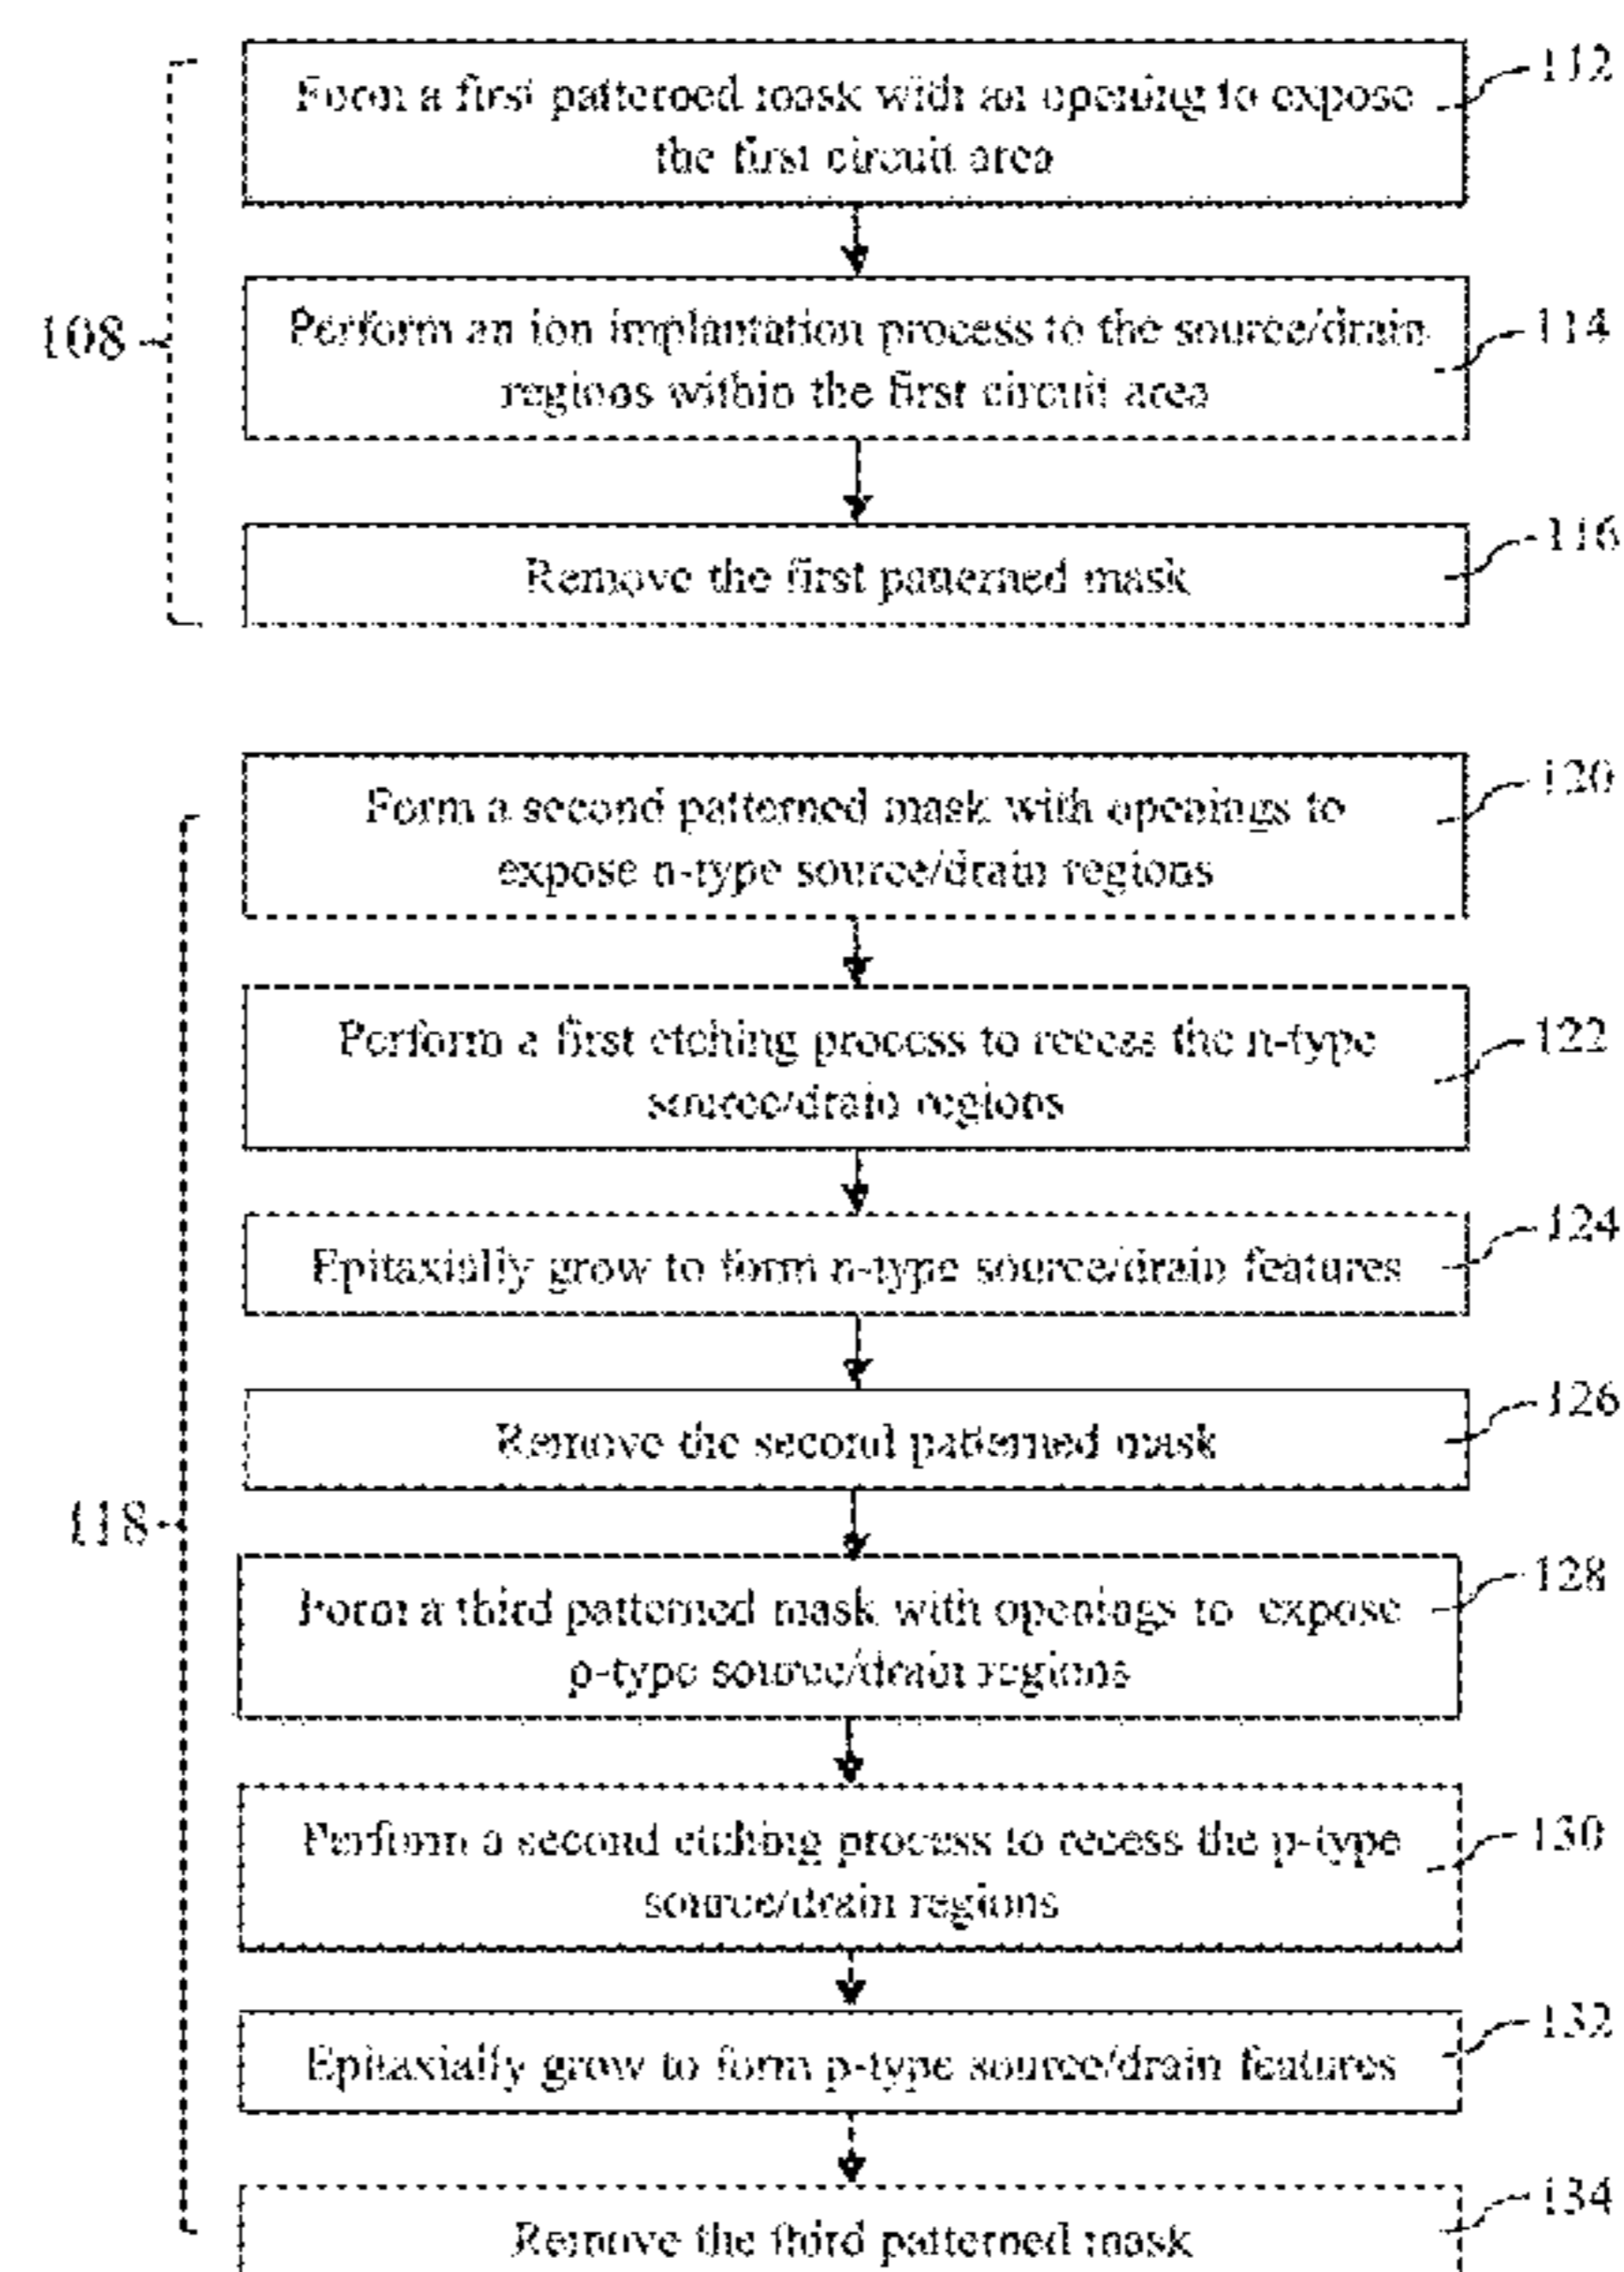 Form a first patterned mask with an opening to expose
the first circuit area
112
108
Perform an ion implantation process to the source/drain
regions within the first circuit area
114
Remove the first patterned mask
116
Form a second patterned mask with openings to
expose n-type source/drain regions
120
Perform a first etching process to recess the n-type
source/drain regions
122
Epitaxially grow to form n-type source/drain features
124
Remove the second patterned mask
126
118
Form a third patterned mask with openings to expose
p-type source/drain regions
128
Perform a second etching process to recess the p-type
source/drain regions
130
Epitaxially grow to form p-type source/drain features
132
Remove the third patterned mask
134